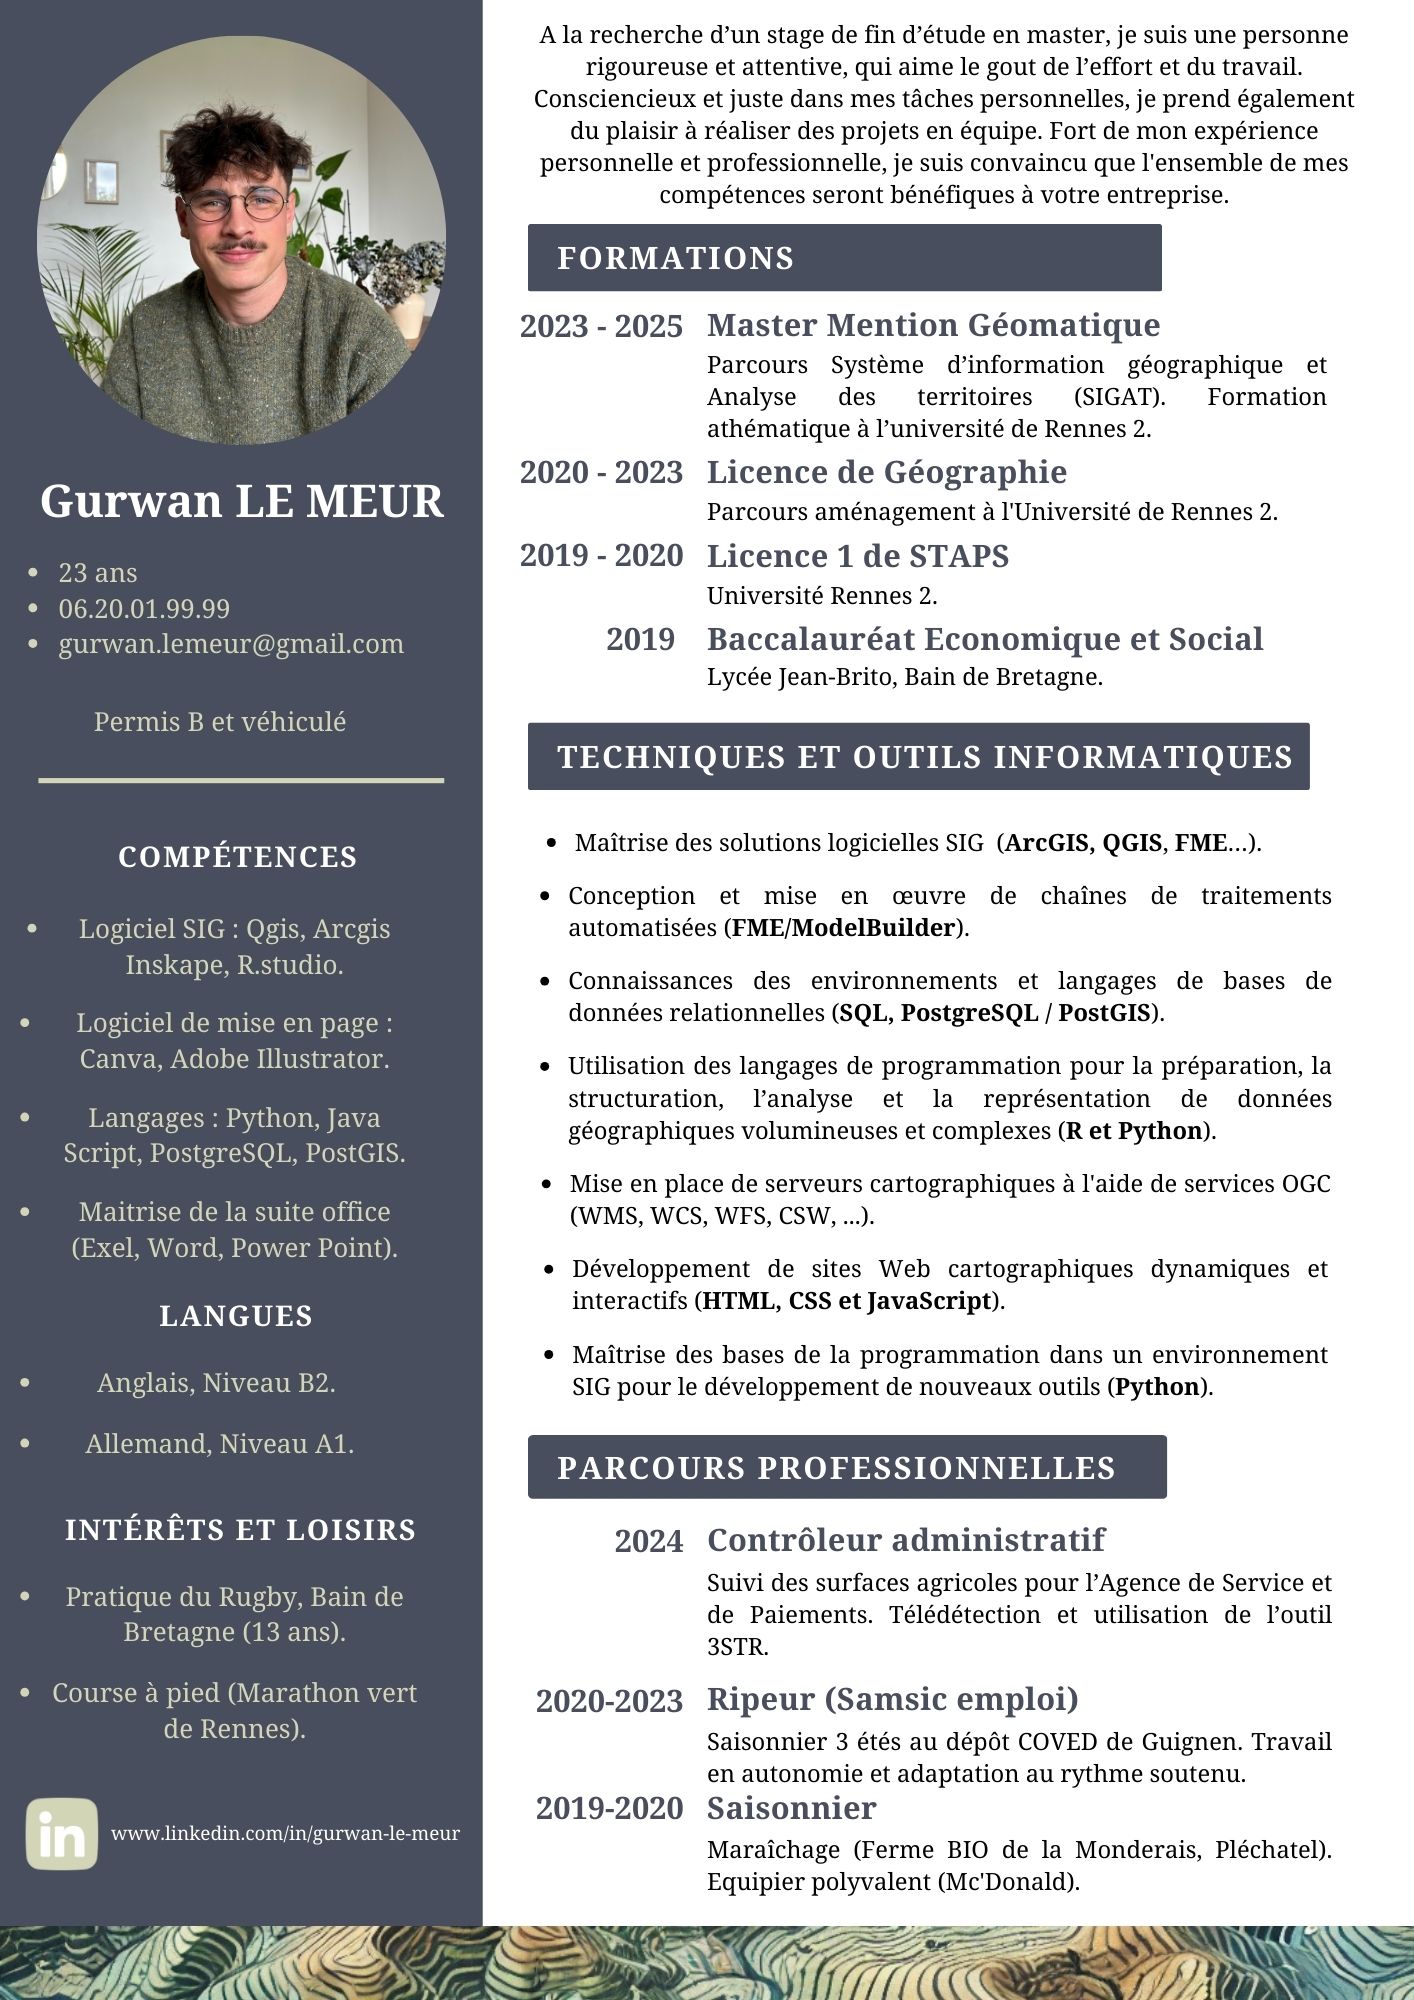 Gurwan LE MEUR
• 23 ans
• 06.20.01.99.99
• gurwan.lemeur@gmail.com
Permis B et véhiculé
COMPÉTENCES
• Logiciel SIG : Qgis, Arcgis
Inskape, R.studio.
• Logiciel de mise en page :
Canva, Adobe Illustrator.
• Langages : Python, Java
Script, PostgreSQL, PostGIS.
• Maitrise de la suite office
(Exel, Word, Power Point).
LANGUES
• Anglais, Niveau B2.
• Allemand, Niveau A1.
INTÉRÊTS ET LOISIRS
• Pratique du Rugby, Bain de
Bretagne (13 ans).
• Course à pied (Marathon vert
de Rennes).
in www.linkedin.com/in/gurwan-le-meur
A la recherche d’un stage de fin d’étude en master, je suis une personne
rigoureuse et attentive, qui aime le gout de l’effort et du travail.
Consciencieux et juste dans mes tâches personnelles, je prend également
du plaisir à réaliser des projets en équipe. Fort de mon expérience
personnelle et professionnelle, je suis convaincu que l'ensemble de mes
compétences seront bénéfiques à votre entreprise.
FORMATIONS
2023 - 2025 Master Mention Géomatique
Parcours Système d’information géographique et
Analyse des territoires (SIGAT). Formation
athématique à l’université de Rennes 2.
2020 - 2023 Licence de Géographie
Parcours aménagement à l'Université de Rennes 2.
2019 - 2020 Licence 1 de STAPS
Université Rennes 2.
2019 Baccalauréat Economique et Social
Lycée Jean-Brito, Bain de Bretagne.
TECHNIQUES ET OUTILS INFORMATIQUES
• Maîtrise des solutions logicielles SIG (ArcGIS, QGIS, FME...).
• Conception et mise en œuvre de chaînes de traitements
automatisées (FME/ModelBuilder).
• Connaissances des environnements et langages de bases de
données relationnelles (SQL, PostgreSQL / PostGIS).
• Utilisation des langages de programmation pour la préparation, la
structuration, l’analyse et la représentation de données
géographiques volumineuses et complexes (R et Python).
• Mise en place de serveurs cartographiques à l'aide de services OGC
(WMS, WCS, WFS, CSW, ...).
• Développement de sites Web cartographiques dynamiques et
interactifs (HTML, CSS et JavaScript).
• Maîtrise des bases de la programmation dans un environnement
SIG pour le développement de nouveaux outils (Python).
PARCOURS PROFESSIONNELLES
2024 Contrôleur administratif
Suivi des surfaces agricoles pour l’Agence de Service et
de Paiements. Télédétection et utilisation de l’outil
3STR.
2020-2023 Ripeur (Samsic emploi)
Saisonnier 3 étés au dépôt COVED de Guignen. Travail
en autonomie et adaptation au rythme soutenu.
2019-2020 Saisonnier
Maraîchage (Ferme BIO de la Monderais, Pléchatel).
Equipier polyvalent (Mc'Donald).